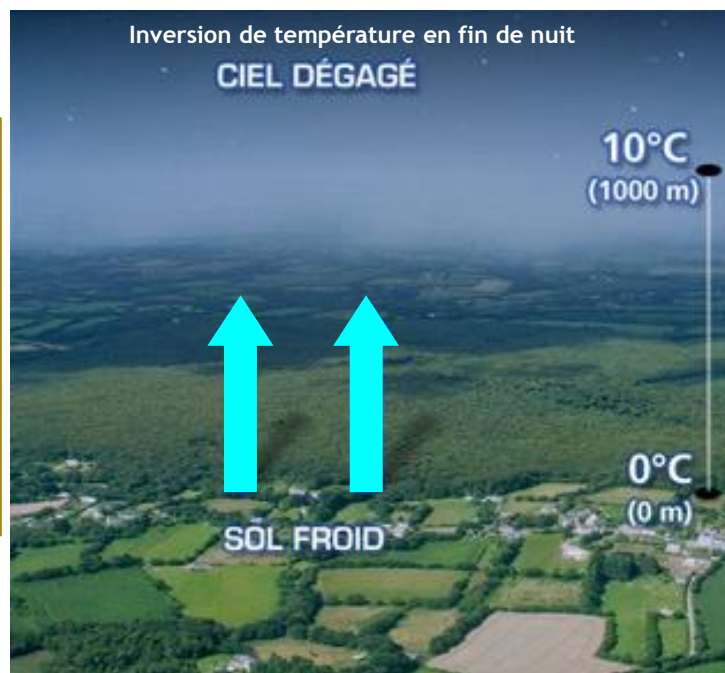 Inversion de température en fin de nuit
CIEL DÉGAGÉ
10°C
(1000 m)
0°C
(0 m)
SOL FROID